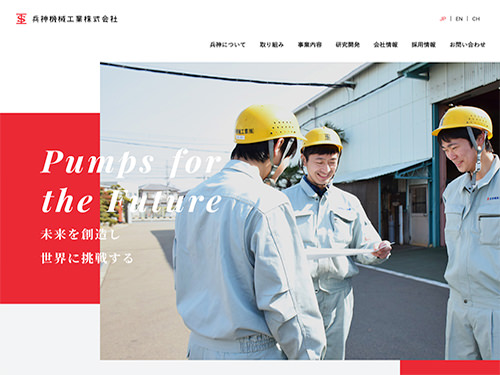 兵神機械工業株式会社
JP | EN | CH
兵神について 取り組み 事業内容 研究開発 会社情報 採用情報 お問い合わせ
Pumps for
the Future
未来を創造し
世界に挑戦する